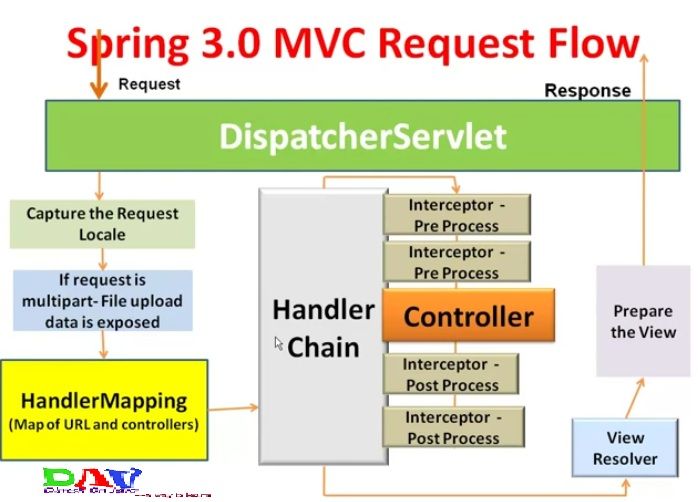 Spring 3.0 MVC Request Flow
Request
Response
DispatcherServlet
Capture the Request
Locale
If request is
multipart- File upload
data is exposed
HandlerMapping
(Map of URL and controllers)
Handler
Chain
Interceptor -
Pre Process
Interceptor -
Pre Process
Controller
Interceptor -
Post Process
Interceptor -
Post Process
Prepare
the View
View
Resolver
DAV